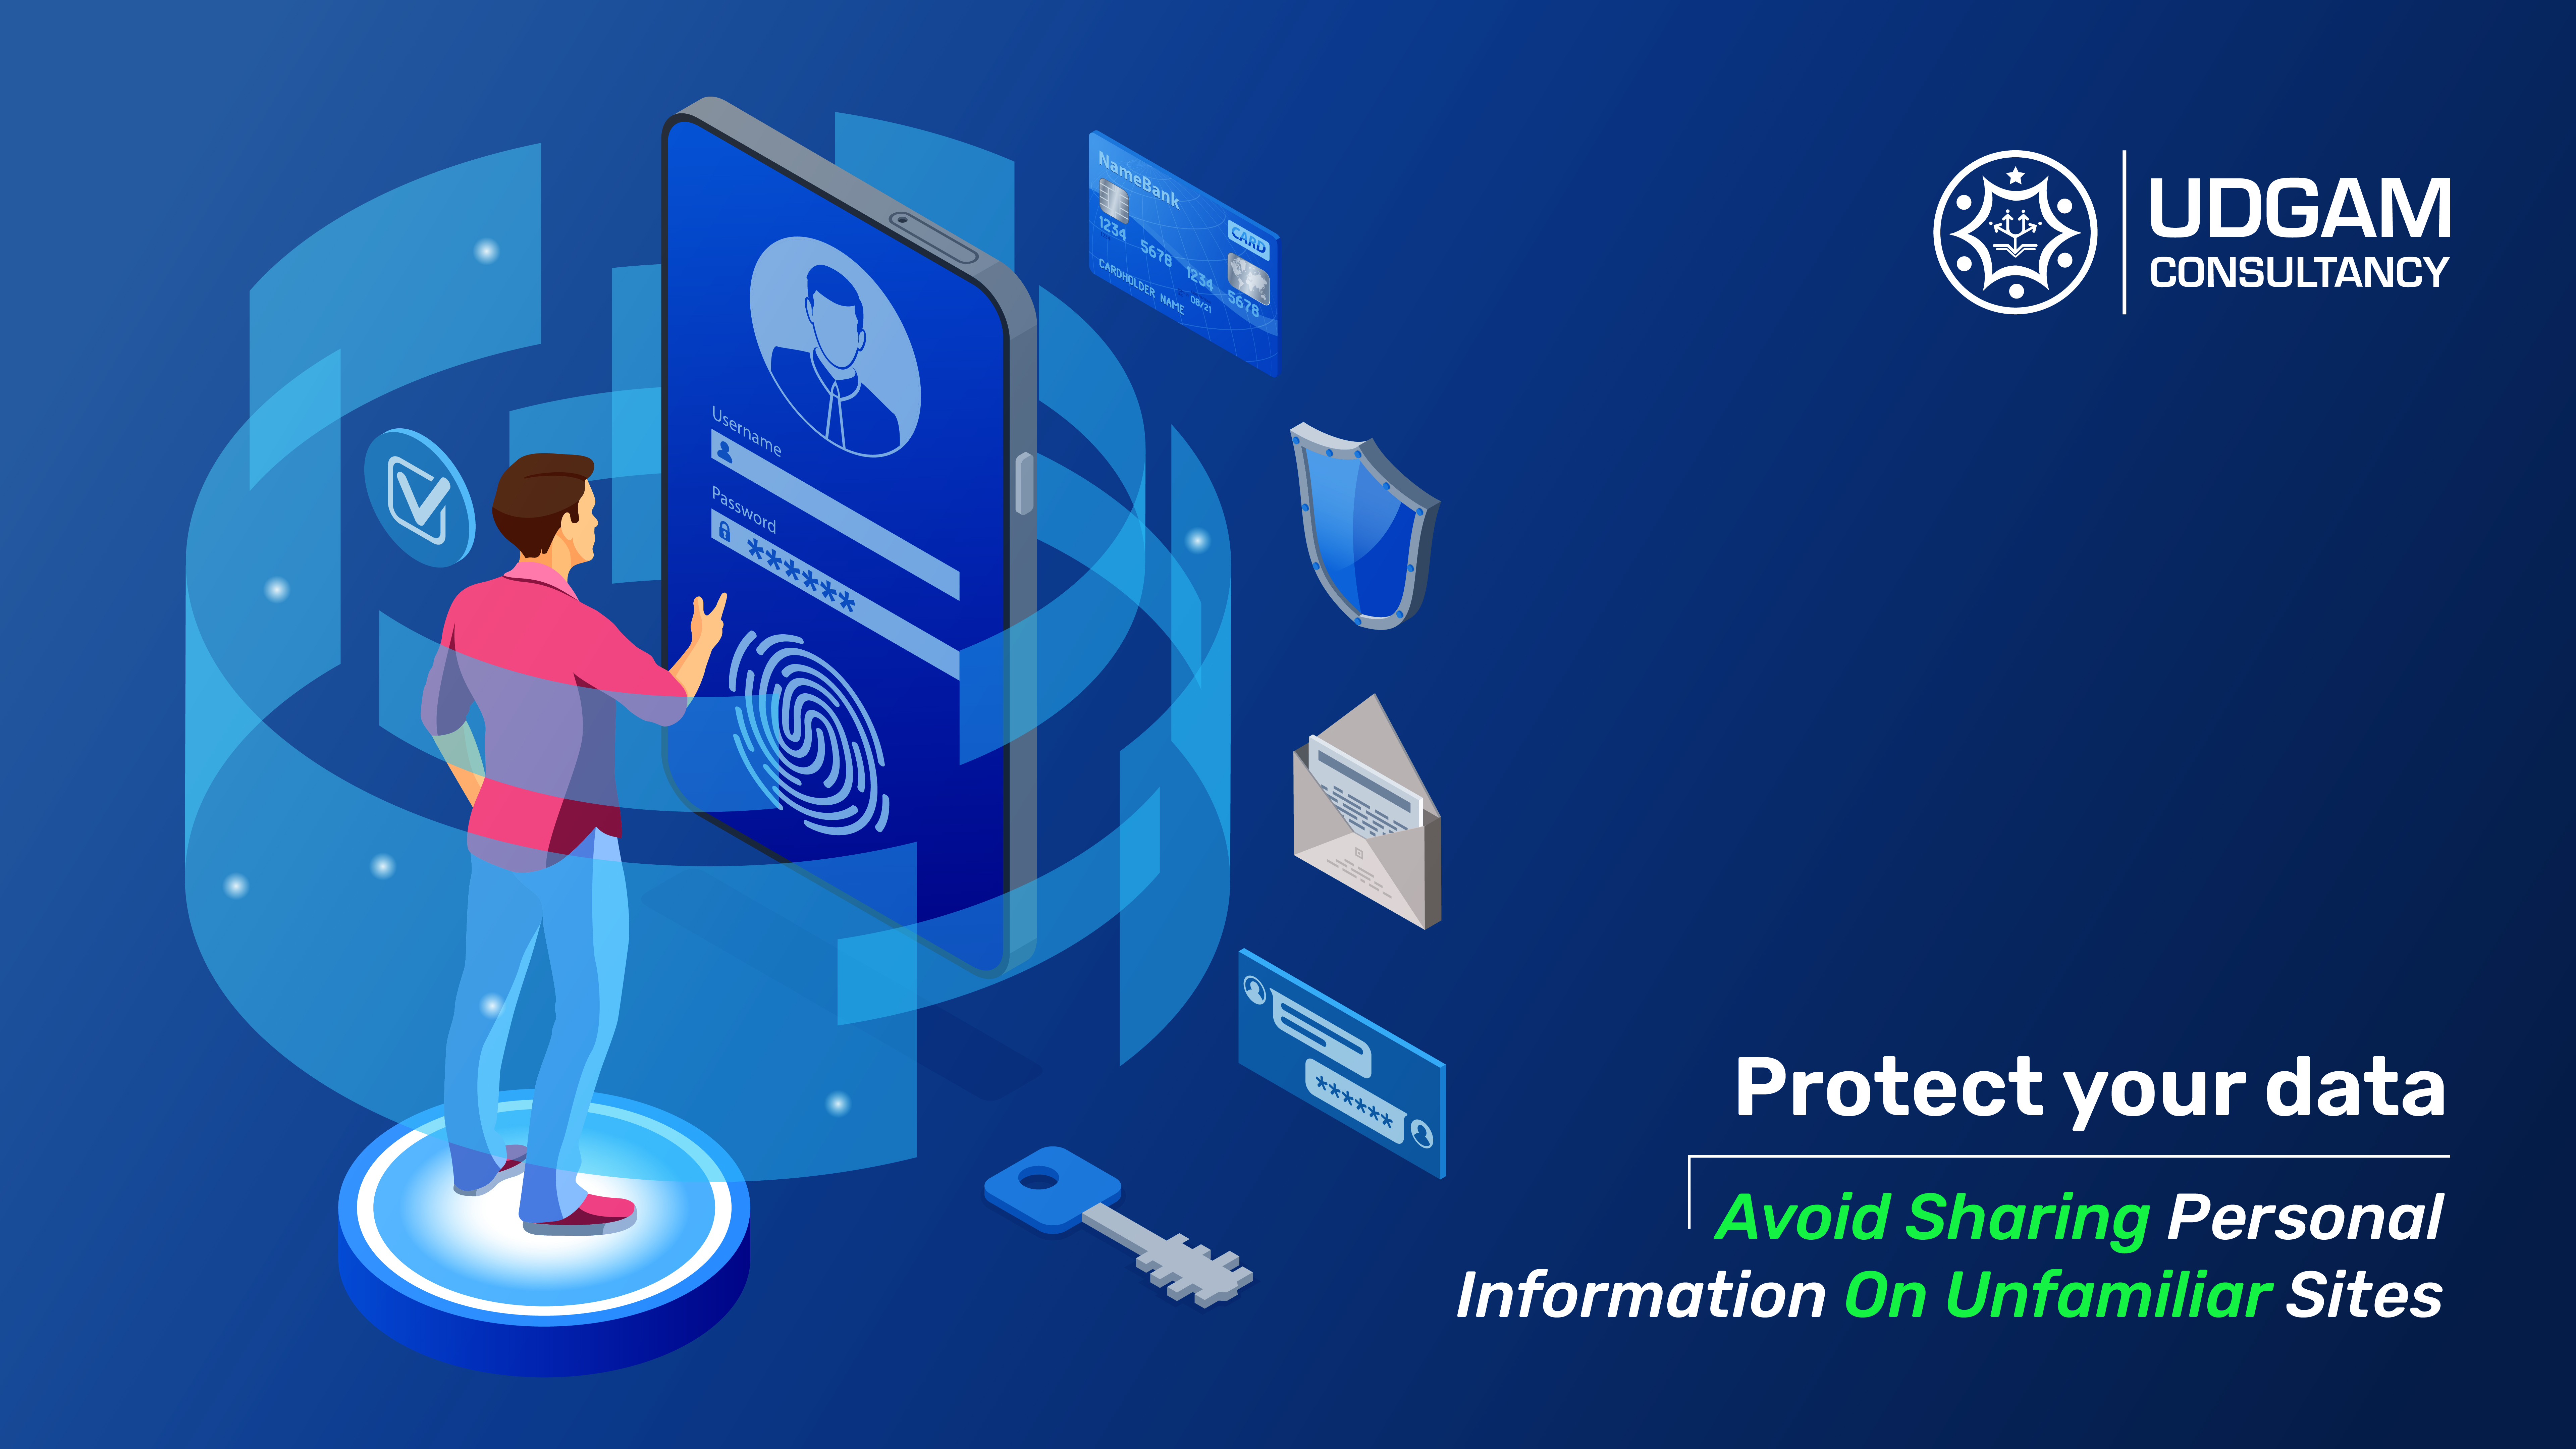 NameBank
CARD
1234 5678 1234 5678
08/21
CARDHOLDER NAME
UDGAM
CONSULTANCY
Username
Password
******
******
Protect your data
Avoid Sharing Personal
Information On Unfamiliar Sites